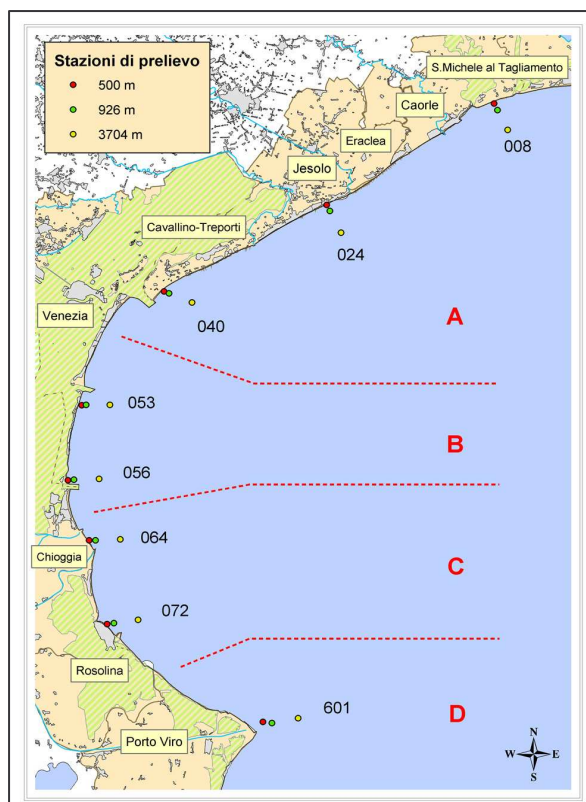 Stazioni di prelievo
500 m
926 m
3704 m
S.Michele al Tagliamento
Caorle
Eraclea
008
Jesolo
Cavallino-Treporti
024
Venezia
040
A
053
B
056
064
Chioggia
C
072
Rosolina
601
D
Porto Viro
N
W E
S